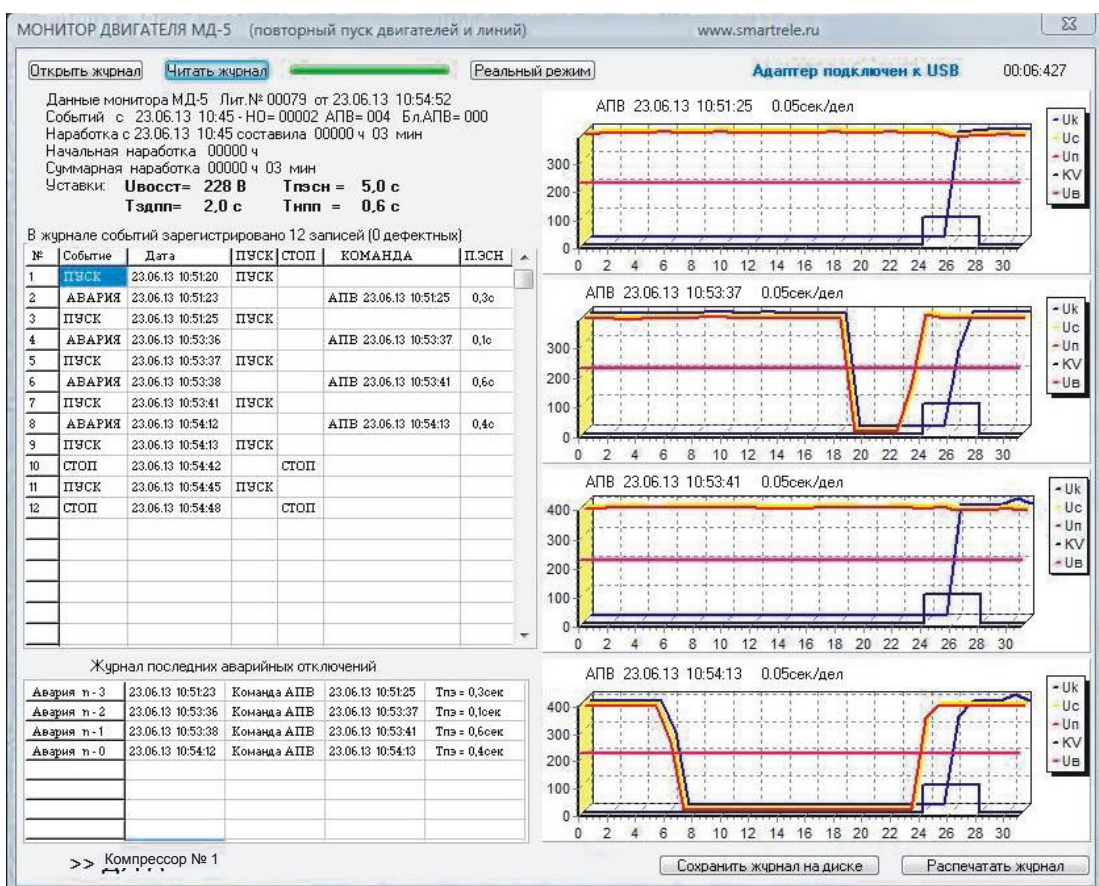 МОНИТОР ДВИГАТЕЛЯ МД-5 (повторный пуск двигателей и линий) www.smartrele.ru
Открыть журнал Читать журнал Реальный режим Адаптер подключен к USB 00:06:427
Данные монитора МД-5 Лит.№ 00079 от 23.06.13 10:54:52
Событий с 23.06.13 10:45 - НО= 00002 АПВ= 004 Бл.АПВ= 000
Наработка с 23.06.13 10:45 составила 00000 ч 03 мин
Начальная наработка 00000 ч
Суммарная наработка 00000 ч 03 мин
Уставки: Uвосст= 228 В Тпэсн = 5,0 с
Тздпп= 2,0 с Тнпп = 0,6 с
В журнале событий зарегистрировано 12 записей (0 дефектных)
№ Событие Дата ПУСК СТОП КОМАНДА П.ЭСН
1 ПУСК 23.06.13 10:51:20 ПУСК
2 АВАРИЯ 23.06.13 10:51:23 АПВ 23.06.13 10:51:25 0,3с
3 ПУСК 23.06.13 10:51:25 ПУСК
4 АВАРИЯ 23.06.13 10:53:36 АПВ 23.06.13 10:53:37 0,1с
5 ПУСК 23.06.13 10:53:37 ПУСК
6 АВАРИЯ 23.06.13 10:53:38 АПВ 23.06.13 10:53:41 0,6с
7 ПУСК 23.06.13 10:53:41 ПУСК
8 АВАРИЯ 23.06.13 10:54:12 АПВ 23.06.13 10:54:13 0,4с
9 ПУСК 23.06.13 10:54:13 ПУСК
10 СТОП 23.06.13 10:54:42 СТОП
11 ПУСК 23.06.13 10:54:45 ПУСК
12 СТОП 23.06.13 10:54:48 СТОП
Журнал последних аварийных отключений
Авария n - 3 23.06.13 10:51:23 Команда АПВ 23.06.13 10:51:25 Тпэ = 0,3сек
Авария n - 2 23.06.13 10:53:36 Команда АПВ 23.06.13 10:53:37 Тпэ = 0,1сек
Авария n - 1 23.06.13 10:53:38 Команда АПВ 23.06.13 10:53:41 Тпэ = 0,6сек
Авария n - 0 23.06.13 10:54:12 Команда АПВ 23.06.13 10:54:13 Тпэ = 0,4сек
>> Компрессор № 1
АПВ 23.06.13 10:51:25 0.05сек/дел
Uk
Uc
Uп
KV
Uв
300
200
100
0
0 2 4 6 8 10 12 14 16 18 20 22 24 26 28 30
АПВ 23.06.13 10:53:37 0.05сек/дел
Uk
Uc
Uп
KV
Uв
300
200
100
0
0 2 4 6 8 10 12 14 16 18 20 22 24 26 28 30
АПВ 23.06.13 10:53:41 0.05сек/дел
Uk
Uc
Uп
KV
Uв
400
300
200
100
0
0 2 4 6 8 10 12 14 16 18 20 22 24 26 28 30
АПВ 23.06.13 10:54:13 0.05сек/дел
Uk
Uc
Uп
KV
Uв
400
300
200
100
0
0 2 4 6 8 10 12 14 16 18 20 22 24 26 28 30
Сохранить журнал на диске Распечатать журнал